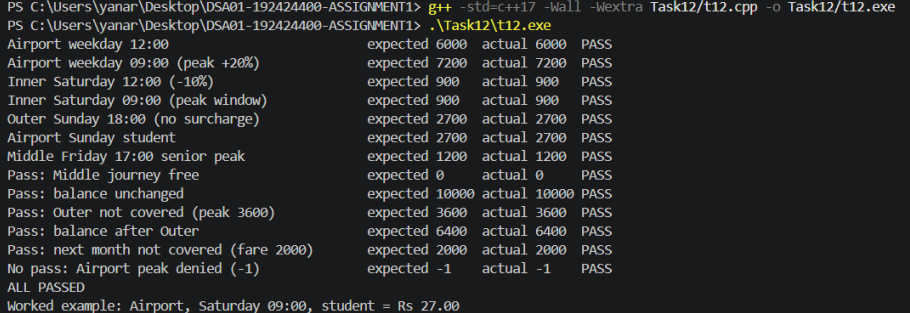 PS C:\Users\yanar\Desktop\DSA01-192424400-ASSIGNMENT1> g++ -std=c++17 -Wall -Wextra Task12/t12.cpp -o Task12/t12.exe
PS C:\Users\yanar\Desktop\DSA01-192424400-ASSIGNMENT1> .\Task12\t12.exe
Airport weekday 12:00 expected 6000 actual 6000 PASS
Airport weekday 09:00 (peak +20%) expected 7200 actual 7200 PASS
Inner Saturday 12:00 (-10%) expected 900 actual 900 PASS
Inner Saturday 09:00 (peak window) expected 900 actual 900 PASS
Outer Sunday 18:00 (no surcharge) expected 2700 actual 2700 PASS
Airport Sunday student expected 2700 actual 2700 PASS
Middle Friday 17:00 senior peak expected 1200 actual 1200 PASS
Pass: Middle journey free expected 0 actual 0 PASS
Pass: balance unchanged expected 10000 actual 10000 PASS
Pass: Outer not covered (peak 3600) expected 3600 actual 3600 PASS
Pass: balance after Outer expected 6400 actual 6400 PASS
Pass: next month not covered (fare 2000) expected 2000 actual 2000 PASS
No pass: Airport peak denied (-1) expected -1 actual -1 PASS
ALL PASSED
Worked example: Airport, Saturday 09:00, student = Rs 27.00